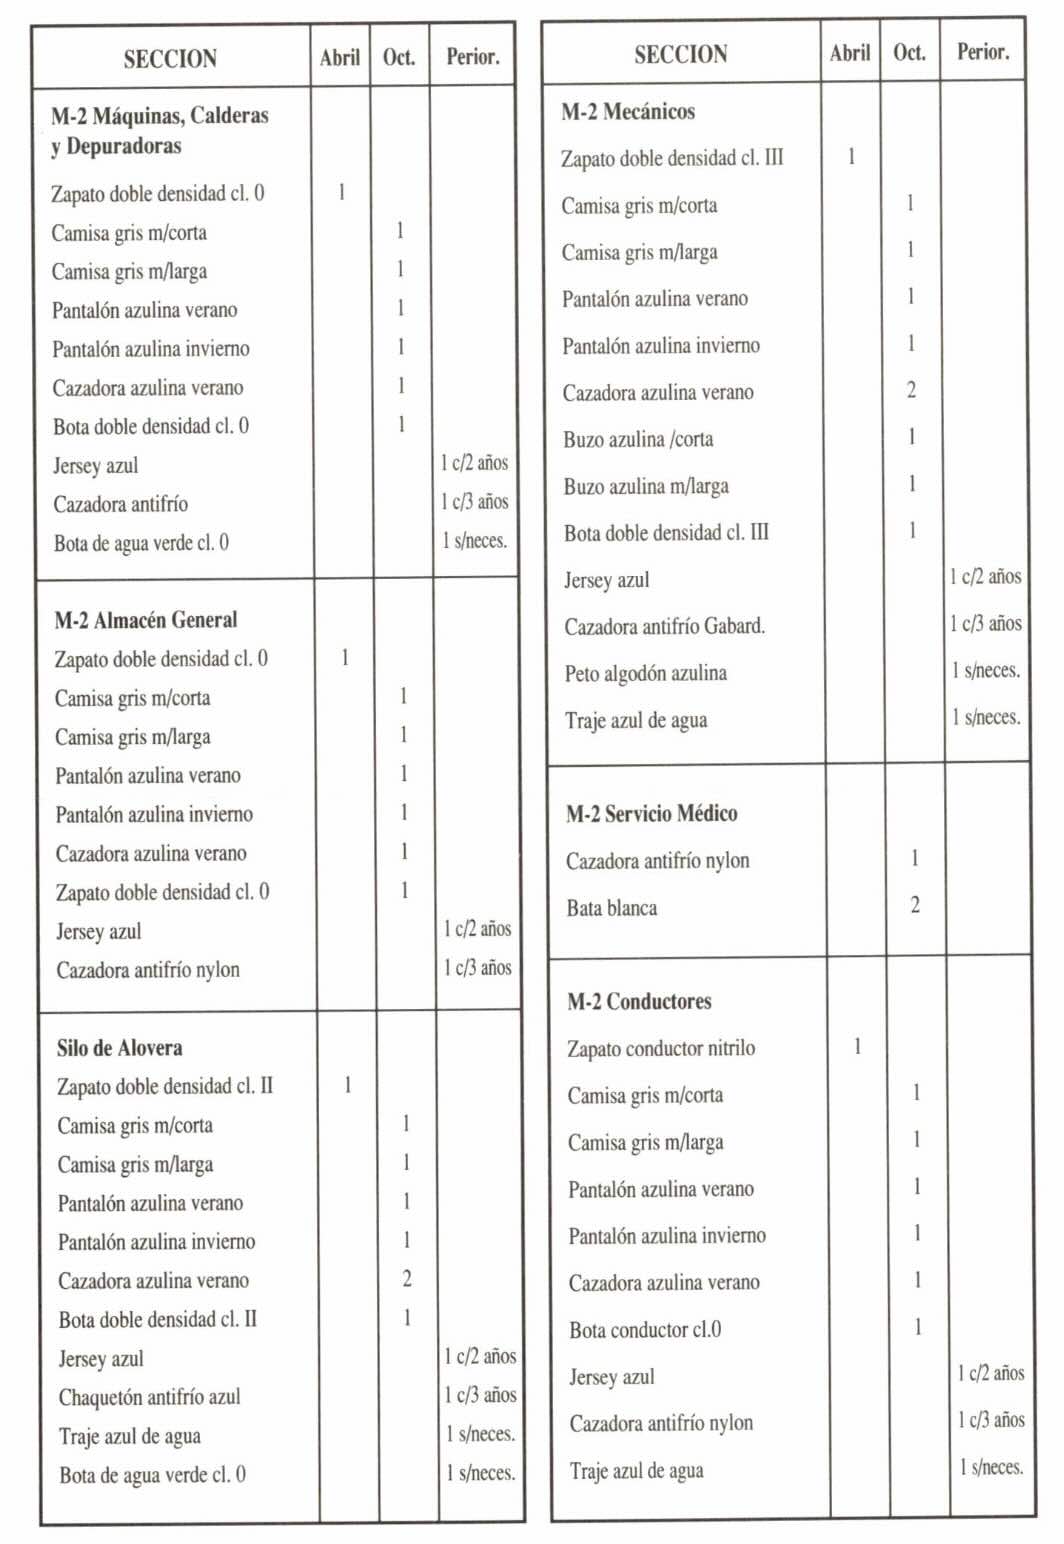 SECCION Abril Oct. Perior.
M-2 Máquinas, Calderas
y Depuradoras
Zapato doble densidad cl. 0 1
Camisa gris m/corta 1
Camisa gris m/larga 1
Pantalón azulina verano 1
Pantalón azulina invierno 1
Cazadora azulina verano 1
Bota doble densidad cl. 0 1
Jersey azul 1 c/2 años
Cazadora antifrío 1 c/3 años
Bota de agua verde cl. 0 1 s/neces.
M-2 Almacén General
Zapato doble densidad cl. 0 1
Camisa gris m/corta 1
Camisa gris m/larga 1
Pantalón azulina verano 1
Pantalón azulina invierno 1
Cazadora azulina verano 1
Zapato doble densidad cl. 0 1
Jersey azul 1 c/2 años
Cazadora antifrío nylon 1 c/3 años
Silo de Alovera
Zapato doble densidad cl. II 1
Camisa gris m/corta 1
Camisa gris m/larga 1
Pantalón azulina verano 1
Pantalón azulina invierno 1
Cazadora azulina verano 2
Bota doble densidad cl. II 1
Jersey azul 1 c/2 años
Chaquetón antifrío azul 1 c/3 años
Traje azul de agua 1 s/neces.
Bota de agua verde cl. 0 1 s/neces.
SECCION Abril Oct. Perior.
M-2 Mecánicos
Zapato doble densidad cl. III 1
Camisa gris m/corta 1
Camisa gris m/larga 1
Pantalón azulina verano 1
Pantalón azulina invierno 1
Cazadora azulina verano 2
Buzo azulina /corta 1
Buzo azulina m/larga 1
Bota doble densidad cl. III 1
Jersey azul 1 c/2 años
Cazadora antifrío Gabard. 1 c/3 años
Peto algodón azulina 1 s/neces.
Traje azul de agua 1 s/neces.
M-2 Servicio Médico
Cazadora antifrío nylon 1
Bata blanca 2
M-2 Conductores
Zapato conductor nitrilo 1
Camisa gris m/corta 1
Camisa gris m/larga 1
Pantalón azulina verano 1
Pantalón azulina invierno 1
Cazadora azulina verano 1
Bota conductor cl.0 1
Jersey azul 1 c/2 años
Cazadora antifrío nylon 1 c/3 años
Traje azul de agua 1 s/neces.